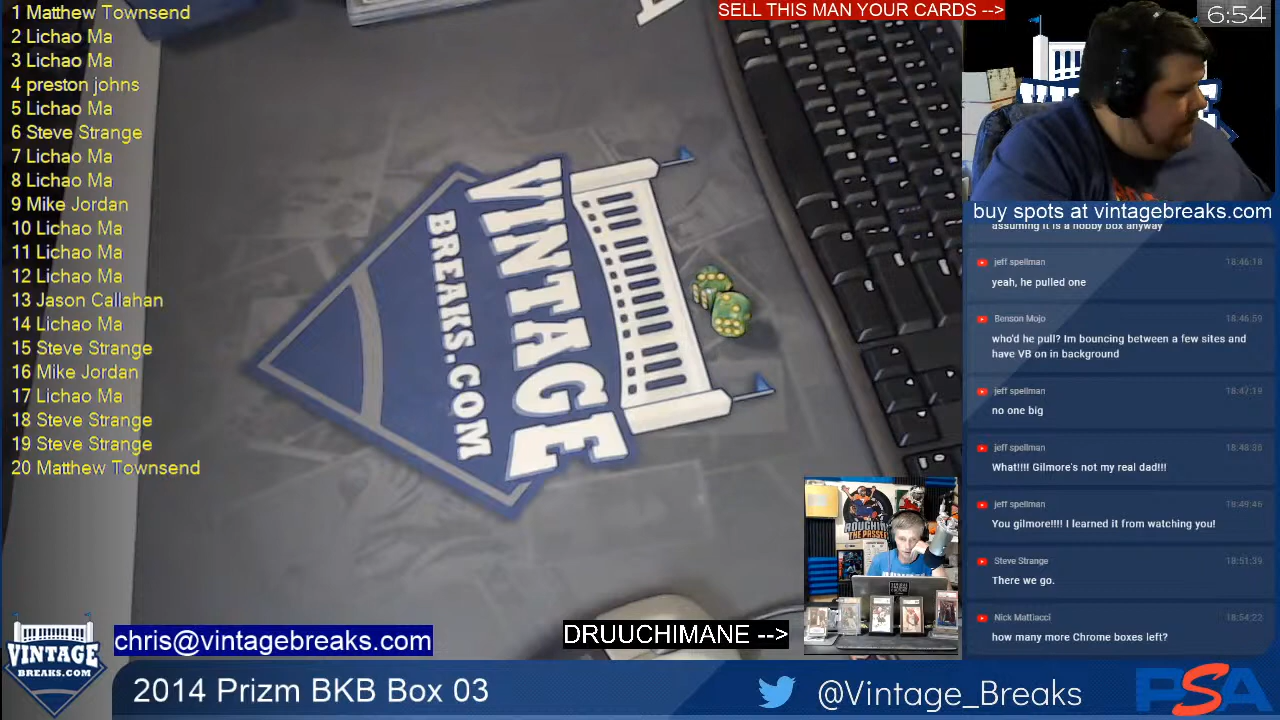 1 Matthew Townsend
2 Lichao Ma
3 Lichao Ma
4 preston johns
5 Lichao Ma
6 Steve Strange
7 Lichao Ma
8 Lichao Ma
9 Mike Jordan
10 Lichao Ma
11 Lichao Ma
12 Lichao Ma
13 Jason Callahan
14 Lichao Ma
15 Steve Strange
16 Mike Jordan
17 Lichao Ma
18 Steve Strange
19 Steve Strange
20 Matthew Townsend
SELL THIS MAN YOUR CARDS -->
6:54
VINTAGE
BREAKS.COM
buy spots at vintagebreaks.com
assuming it is a hobby box anyway
jeff spellman 18:46:18
yeah, he pulled one
Benson Mojo 18:46:59
who'd he pull? Im bouncing between a few sites and
have VB on in background
jeff spellman 18:47:19
no one big
jeff spellman 18:48:36
What!!!! Gilmore's not my real dad!!!
jeff spellman 18:49:46
You gilmore!!!! I learned it from watching you!
Steve Strange 18:51:39
There we go.
Nick Mattiacci 18:54:22
how many more Chrome boxes left?
ROUGHING
THE PASSER
DRUUCHIMANE -->
chris@vintagebreaks.com
VINTAGE
BREAKS.COM
2014 Prizm BKB Box 03
@Vintage_Breaks
PSA